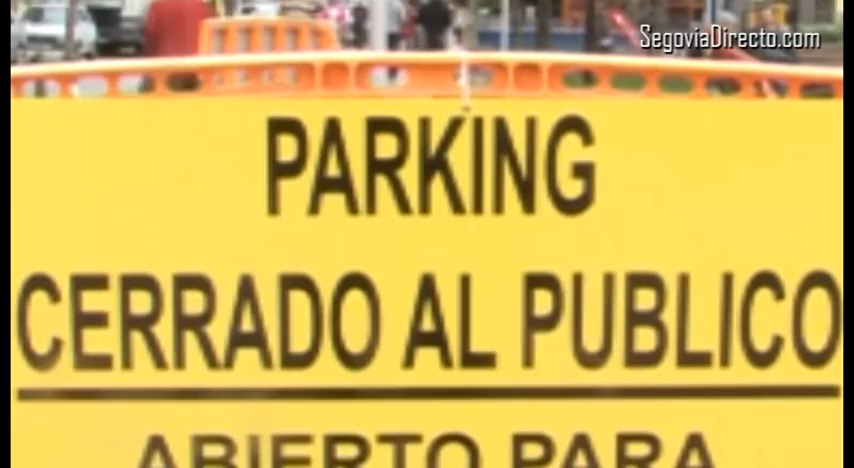 SegoviaDirecto.com
PARKING
CERRADO AL PUBLICO
ABIERTO PARA